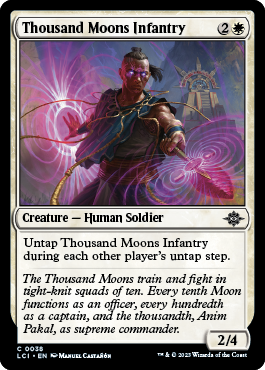 Thousand Moons Infantry 2
Creature — Human Soldier
Untap Thousand Moons Infantry
during each other player's untap step.
The Thousand Moons train and fight in
tight-knit squads of ten. Every tenth Moon
functions as an officer, every hundredth
as a captain, and the thousandth, Anim
Pakal, as supreme commander.
2/4
C 0038
LCI • EN Manuel Castañón
™ & © 2023 Wizards of the Coast